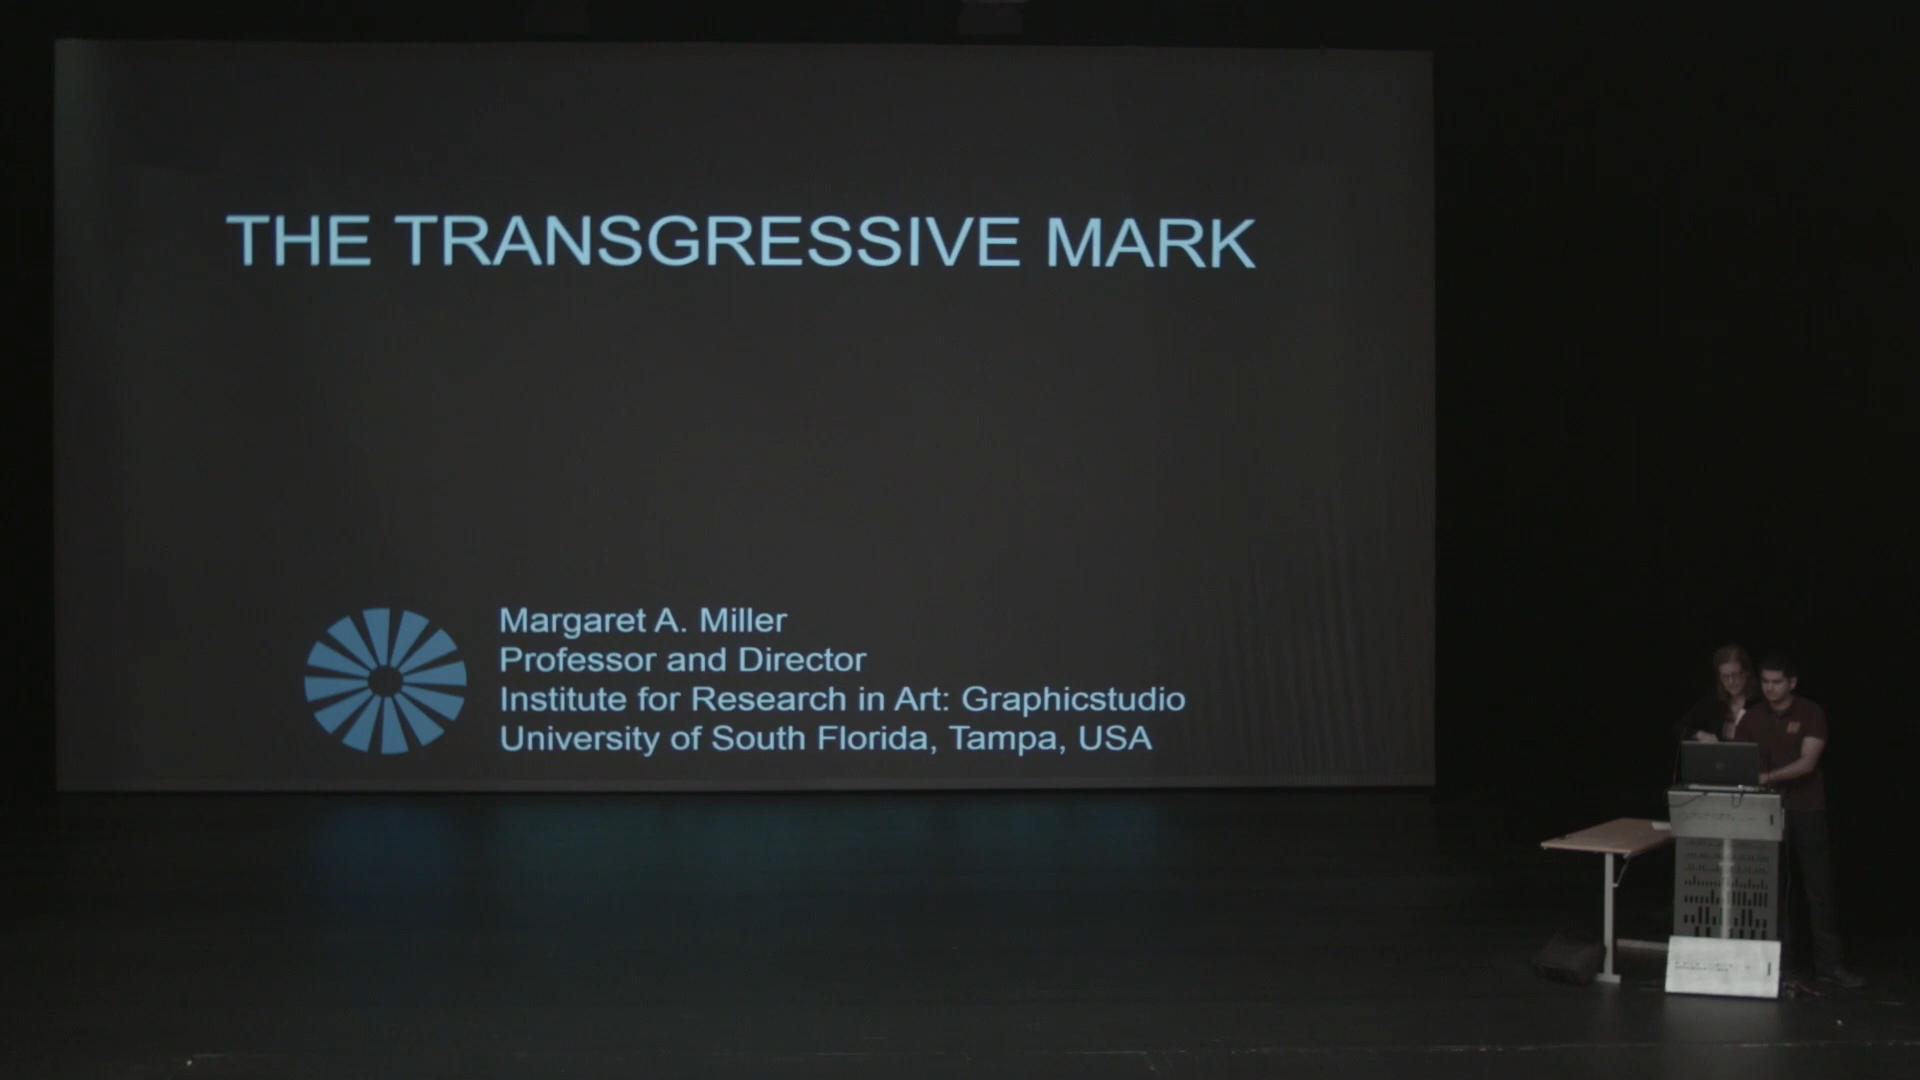 THE TRANSGRESSIVE MARK
Margaret A. Miller
Professor and Director
Institute for Research in Art: Graphicstudio
University of South Florida, Tampa, USA